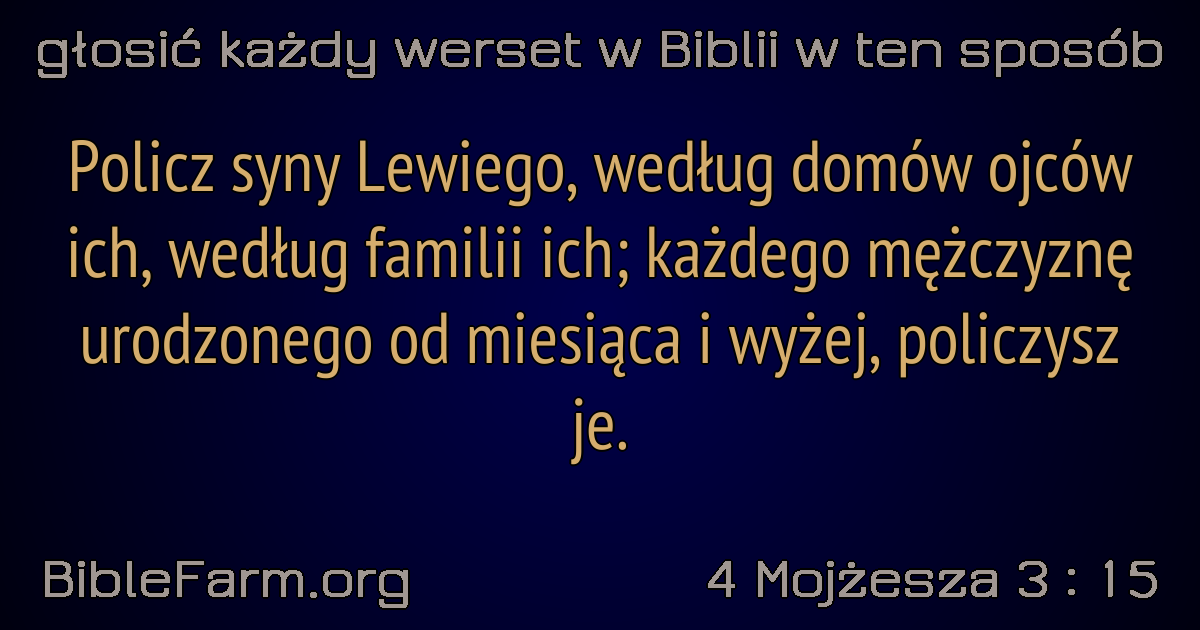 głosić każdy werset w Biblii w ten sposób
Policz syny Lewiego, według domów ojców
ich, według familii ich; każdego mężczyznę
urodzonego od miesiąca i wyżej, policzysz
je.
BibleFarm.org
4 Mojżesza 3 : 15